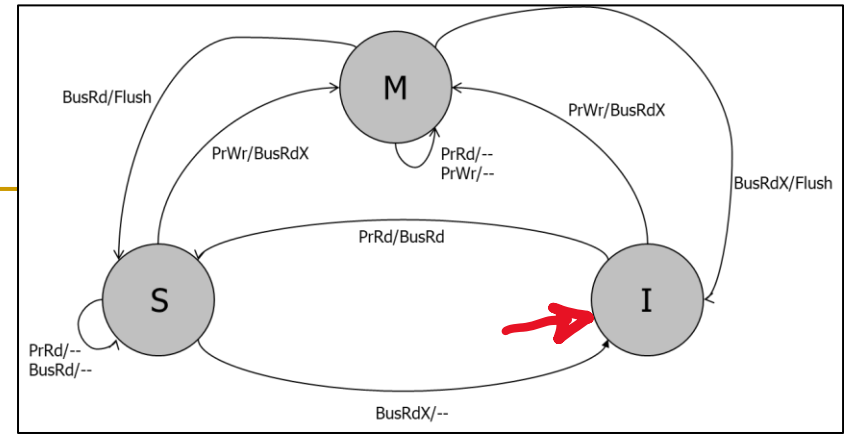 M
BusRd/Flush
PrWr/BusRdX
PrWr/BusRdX
PrRd/--
PrWr/--
BusRdX/Flush
PrRd/BusRd
S
I
PrRd/--
BusRd/--
BusRdX/--